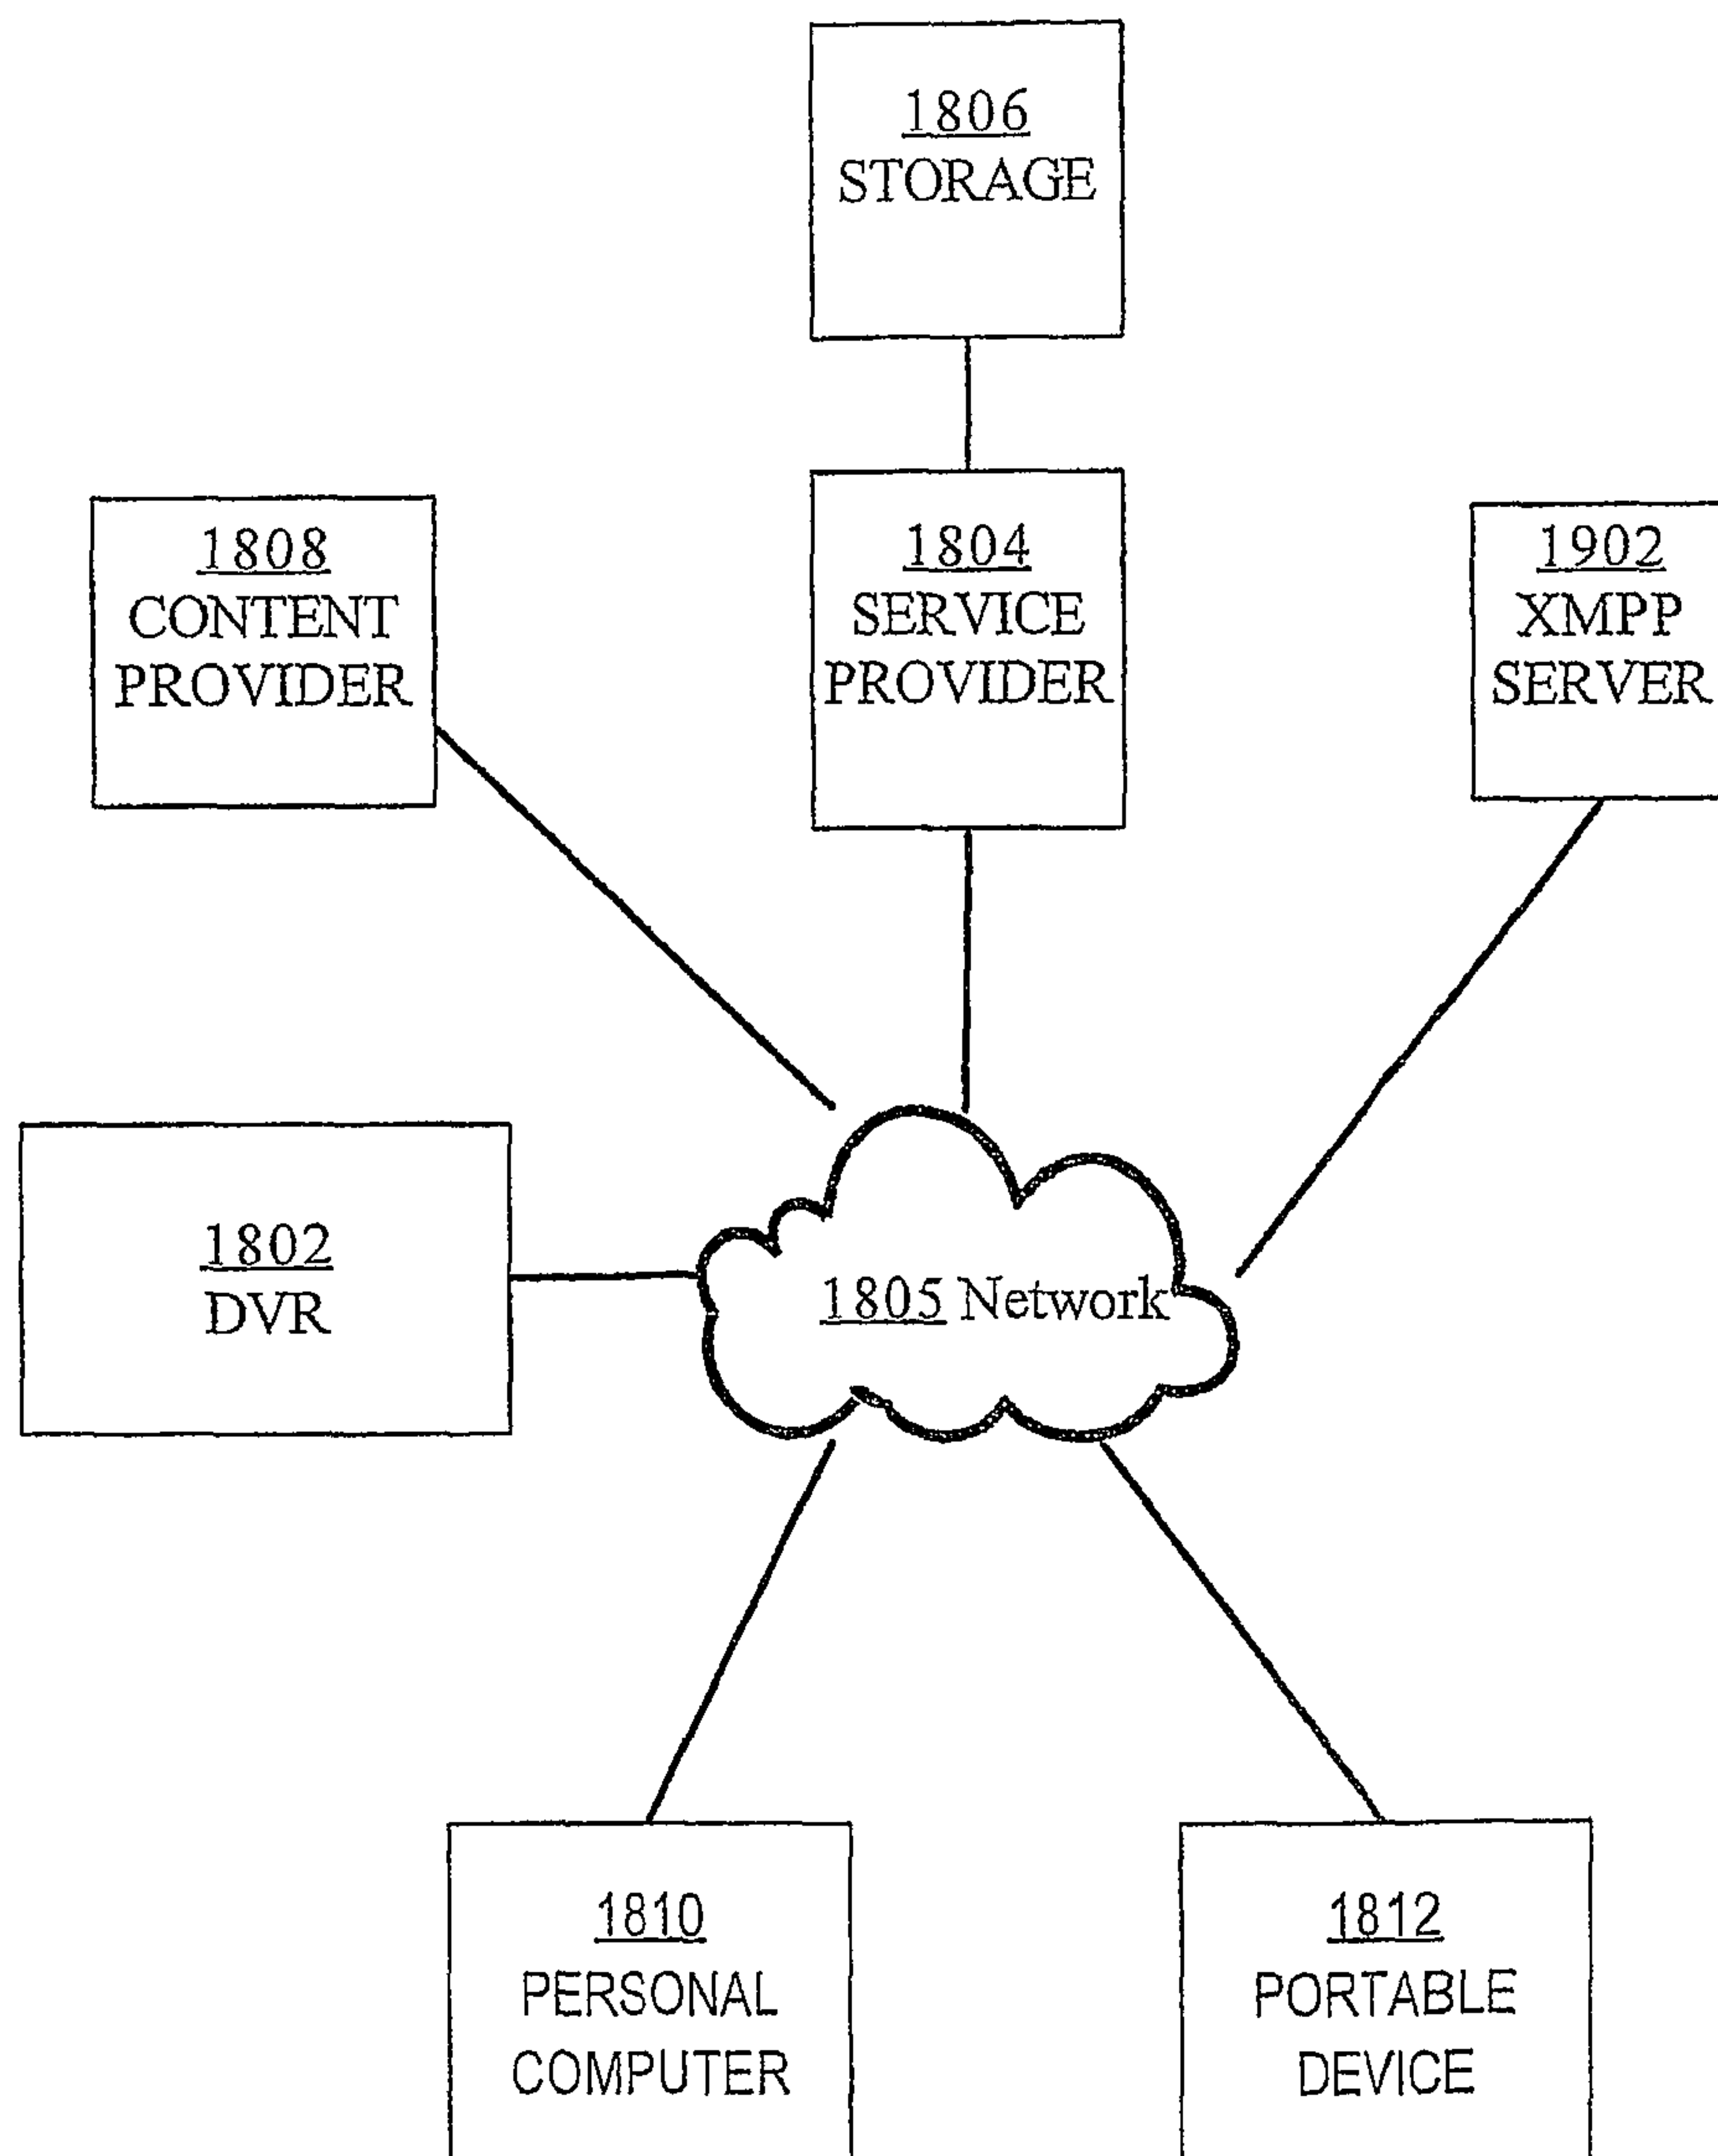 1806
STORAGE
1808
CONTENT
PROVIDER
1804
SERVICE
PROVIDER
1902
XMPP
SERVER
1802
DVR
1805 Network
1810
PERSONAL
COMPUTER
1812
PORTABLE
DEVICE